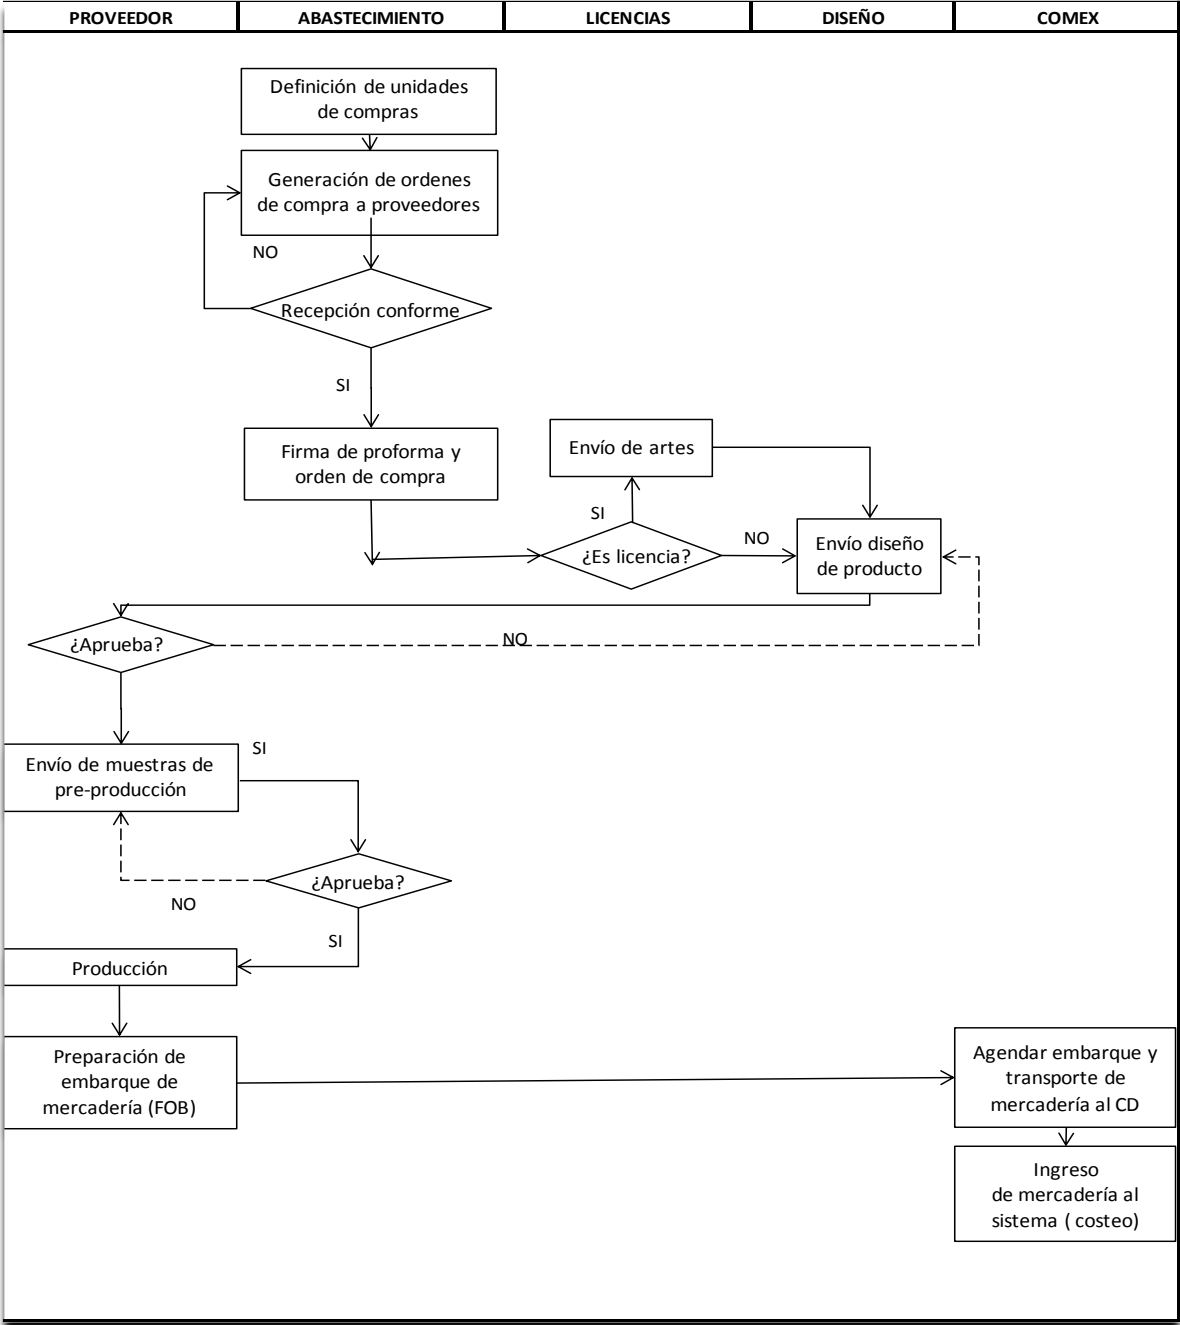 PROVEEDOR ABASTECIMIENTO LICENCIAS DISEÑO COMEX
Definición de unidades
de compras
Generación de ordenes
de compra a proveedores
NO
Recepción conforme
SI
Firma de proforma y
orden de compra
Envío de artes
SI
¿Es licencia?
NO
Envío diseño
de producto
¿Aprueba?
NO
Envío de muestras de
pre-producción
SI
¿Aprueba?
NO
SI
Producción
Preparación de
embarque de
mercadería (FOB)
Agendar embarque y
transporte de
mercadería al CD
Ingreso
de mercadería al
sistema ( costeo)